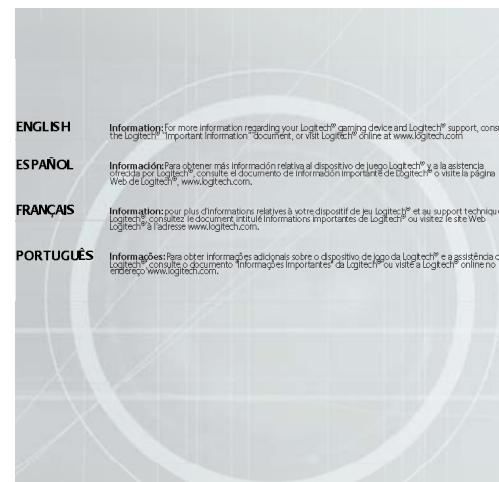 ENGLISH
Information: For more information regarding your Logitech® gaming device and Logitech® support,
the Logitech® "Important Information" document, or visit Logitech® online at www.logitech.com
ESPAÑOL
Información: Para obtener más información relativa al dispositivo de juego Logitech® y a la asistencia
ofrecida por Logitech®, consulte el documento de información importante de Logitech® o visite la página
Web de Logitech®, www.logitech.com.
FRANÇAIS
Information: pour plus d'informations relatives à votre dispositif de jeu Logitech® et au support technique
Logitech®, consultez le document intitulé Informations importantes de Logitech® ou visitez le site Web
Logitech® à l'adresse www.logitech.com.
PORTUGUÊS
Informações: Para obter informações adicionais sobre o dispositivo de jogo da Logitech® e a assistência
Logitech®, consulte o documento "Informações Importantes" da Logitech® ou visite a Logitech® online no
endereço www.logitech.com.